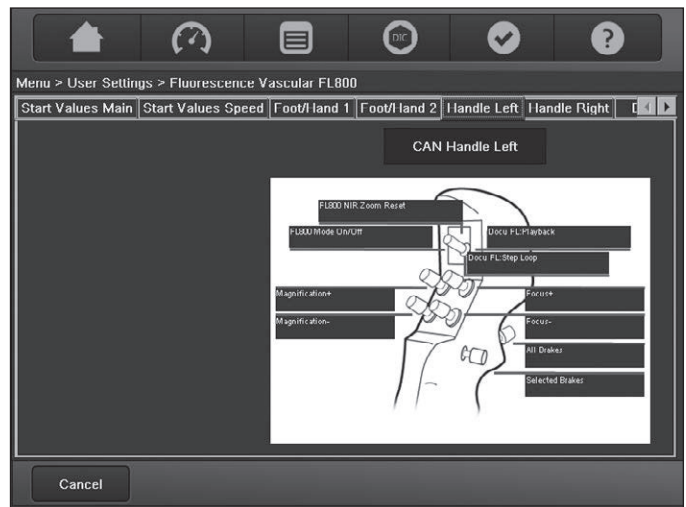 DIC
?
Menu > User Settings > Fluorescence Vascular FL800
Start Values Main Start Values Speed Foot/Hand 1 Foot/Hand 2 Handle Left Handle Right
CAN Handle Left
FL800 NIR Zoom Reset
FL800 Mode On/Off Docu FL:Playback
Docu FL:Step Loop
Magnification+ Focus+
Magnification- Focus-
All Brakes
Selected Brakes
Cancel